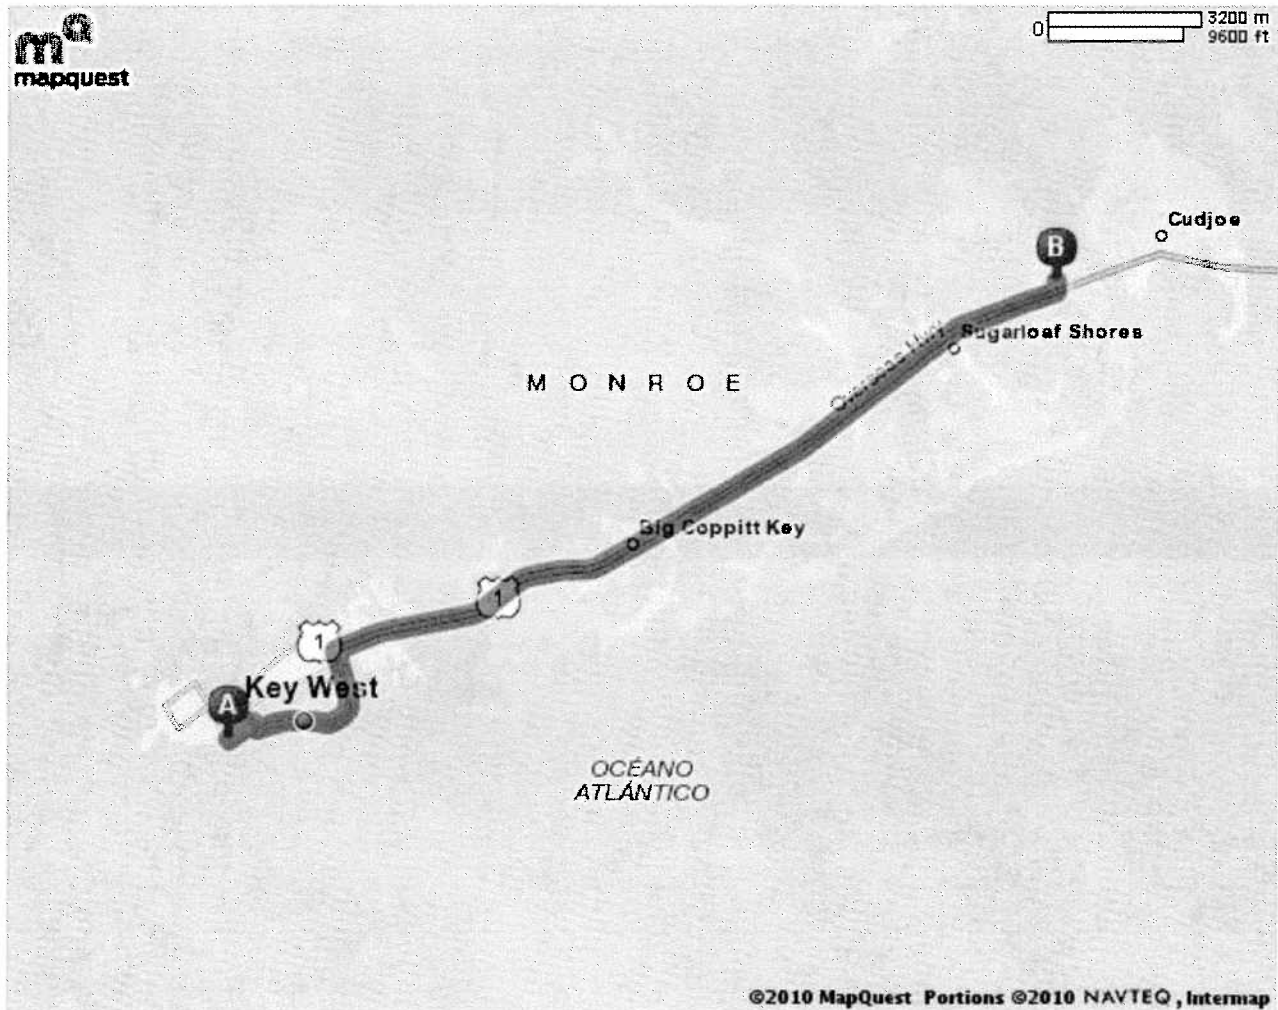 mapquest
0
3200 m
9600 ft
Cudjoe
B
Sugarloaf Shores
MONROE
Big Coppitt Key
1
1
Key West
A
OCÉANO
ATLÁNTICO
©2010 MapQuest Portions ©2010 NAVTEQ, Intermap